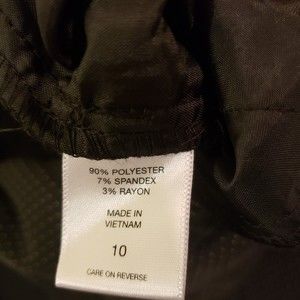 90% POLYESTER
7% SPANDEX
3% RAYON
MADE IN
VIETNAM
10
CARE ON REVERSE